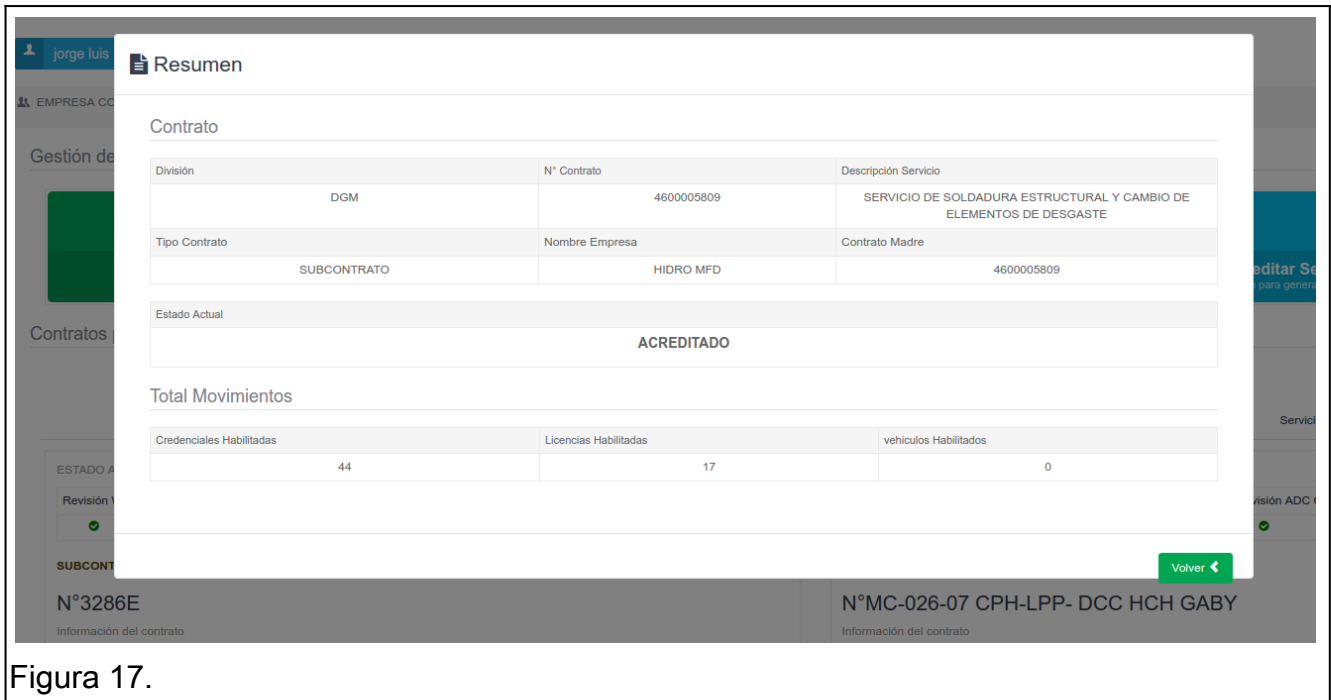 jorge luis
Resumen
EMPRESA CO
Contrato
Gestión de
División N° Contrato Descripción Servicio
DGM 4600005809 SERVICIO DE SOLDADURA ESTRUCTURAL Y CAMBIO DE
ELEMENTOS DE DESGASTE
Tipo Contrato Nombre Empresa Contrato Madre
SUBCONTRATO HIDRO MFD 4600005809
editar Se
para genera
Estado Actual
Contratos
ACREDITADO
Total Movimientos
Servici
Credenciales Habilitadas Licencias Habilitadas vehiculos Habilitados
44 17 0
ESTADO A
Revisión
visión ADC
SUBCONT
Volver
N°3286E N°MC-026-07 CPH-LPP- DCC HCH GABY
Información del contrato Información del contrato
Figura 17.